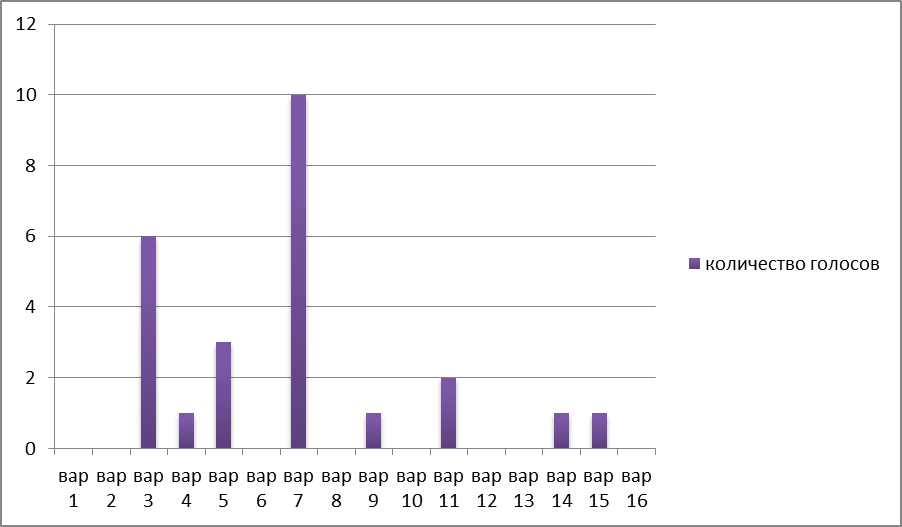 12
10
8
6
4
2
0
вар 1
вар 2
вар 3
вар 4
вар 5
вар 6
вар 7
вар 8
вар 9
вар 10
вар 11
вар 12
вар 13
вар 14
вар 15
вар 16
количество голосов